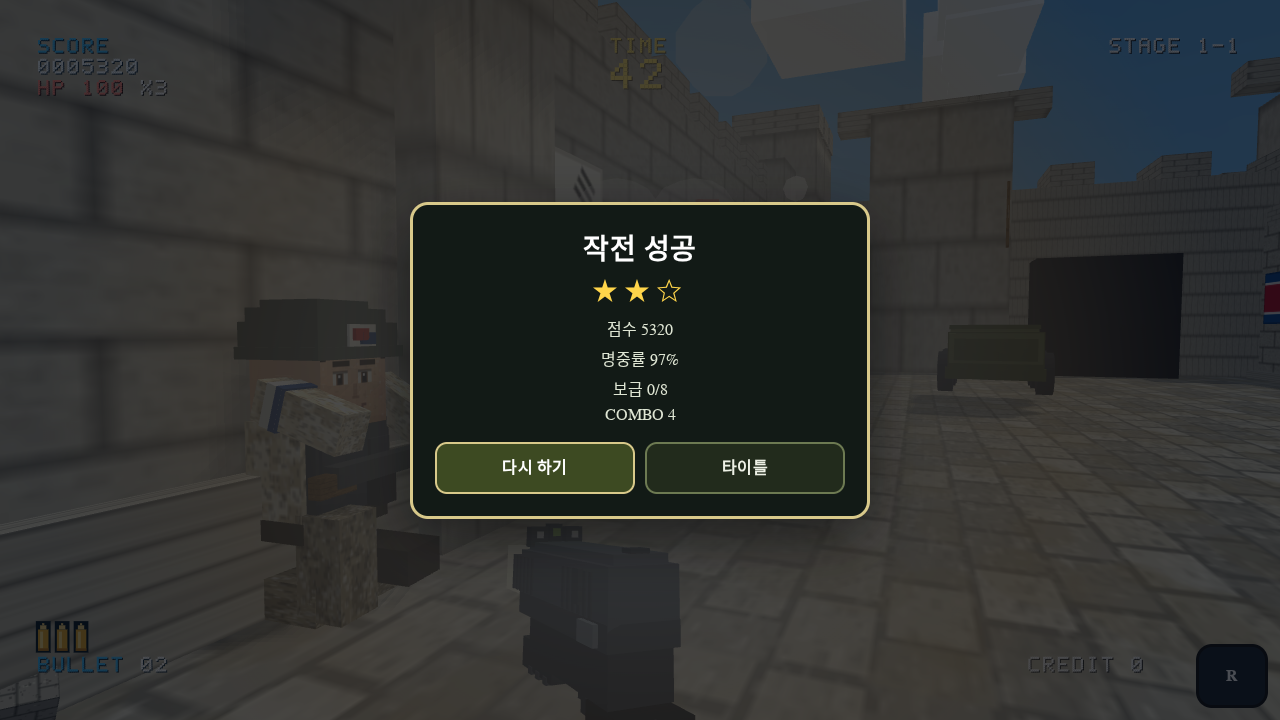 SCORE
0005320
HP 100 X3
TIME
42
STAGE 1-1
작전 성공
★★☆
점수 5320
명중률 97%
보급 0/8
COMBO 4
다시 하기
타이틀
BULLET 02
CREDIT 0
R